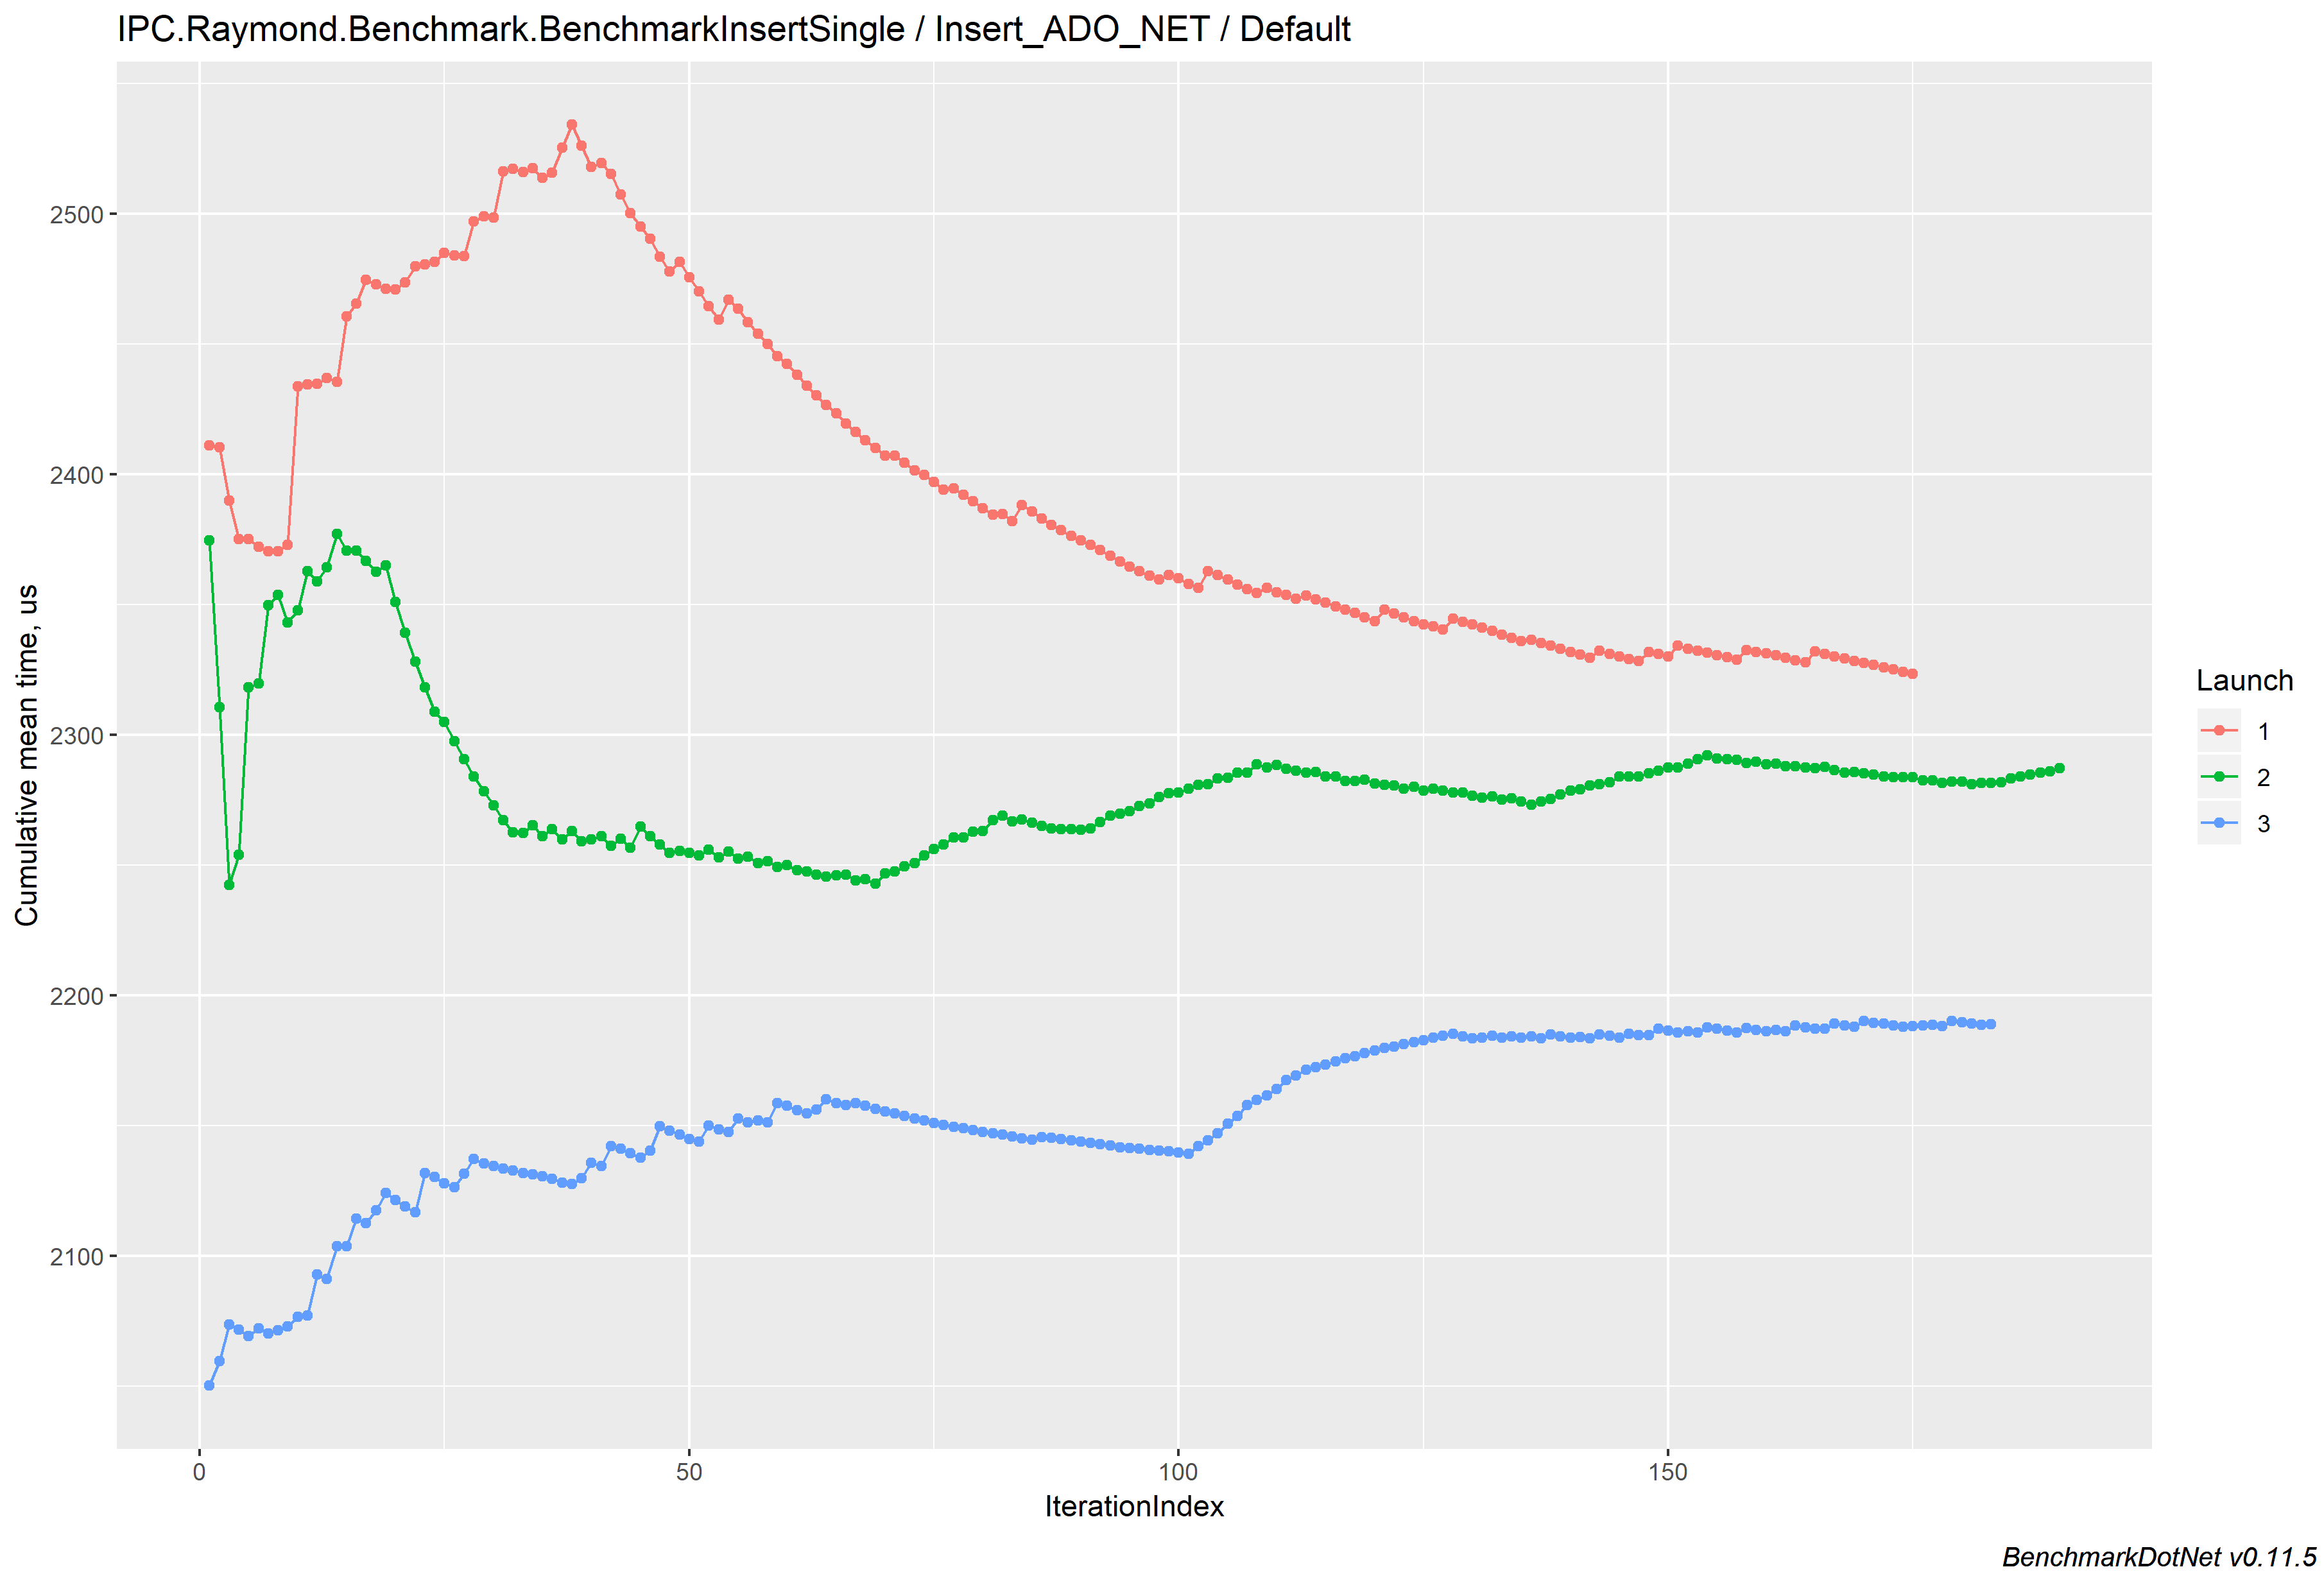 IPC.Raymond.Benchmark.BenchmarkInsertSingle / Insert_ADO_NET / Default
Cumulative mean time, us
2500
2400
2300
2200
2100
0
50
100
150
IterationIndex
Launch
1
2
3
BenchmarkDotNet v0.11.5